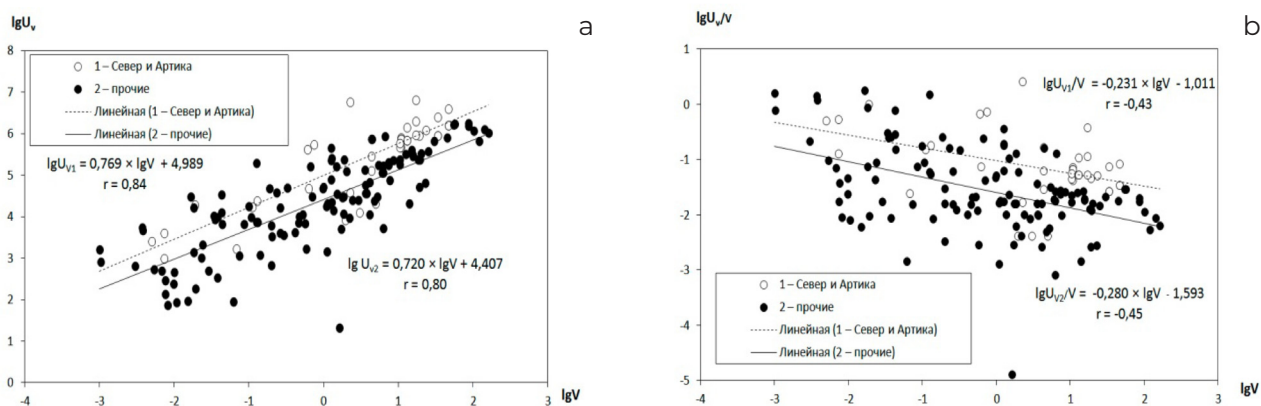 lgUv
a
8
7
6
5
4
3
2
1
0
1 – Север и Артика
2 – прочие
Линейная (1 – Север и Артика)
Линейная (2 – прочие)
lgUV1 = 0,769 × lgV + 4,989
r = 0,84
lg Uv2 = 0,720 × lgV + 4,407
r = 0,80
-4 -3 -2 -1 0 1 2 3
lgV
lgUv/V
b
1
0
-1
-2
-3
-4
-5
lgUV1/V = -0,231 × lgV - 1,011
r = -0,43
lgUV2/V = -0,280 × lgV - 1,593
r = -0,45
1 – Север и Артика
2 – прочие
Линейная (1 – Север и Артика)
Линейная (2 – прочие)
-4 -3 -2 -1 0 1 2 3
lgV